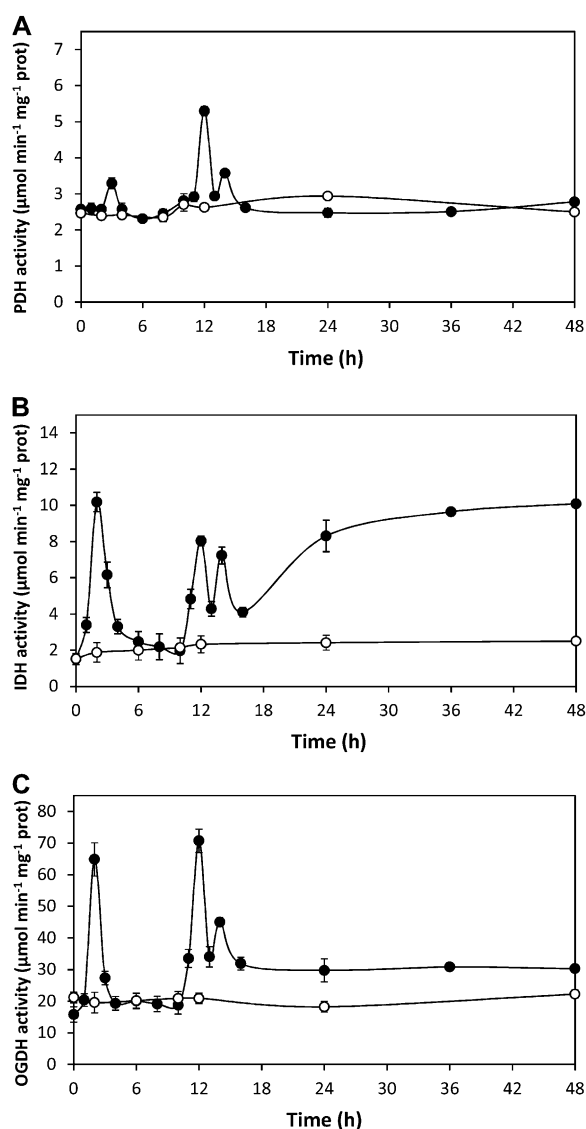 A
PDH activity (µmol min⁻¹ mg⁻¹ prot)
7
6
5
4
3
2
1
0
0 6 12 18 24 30 36 42 48
Time (h)
B
IDH activity (µmol min⁻¹ mg⁻¹ prot)
14
12
10
8
6
4
2
0
0 6 12 18 24 30 36 42 48
Time (h)
C
OGDH activity (µmol min⁻¹ mg⁻¹ prot)
80
70
60
50
40
30
20
10
0
0 6 12 18 24 30 36 42 48
Time (h)